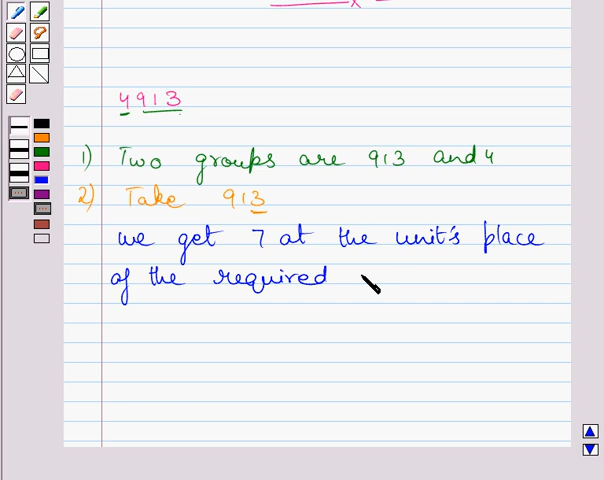 4913
1) Two groups are 913 and 4
2) Take 913
we get 7 at the unit's place
of the required